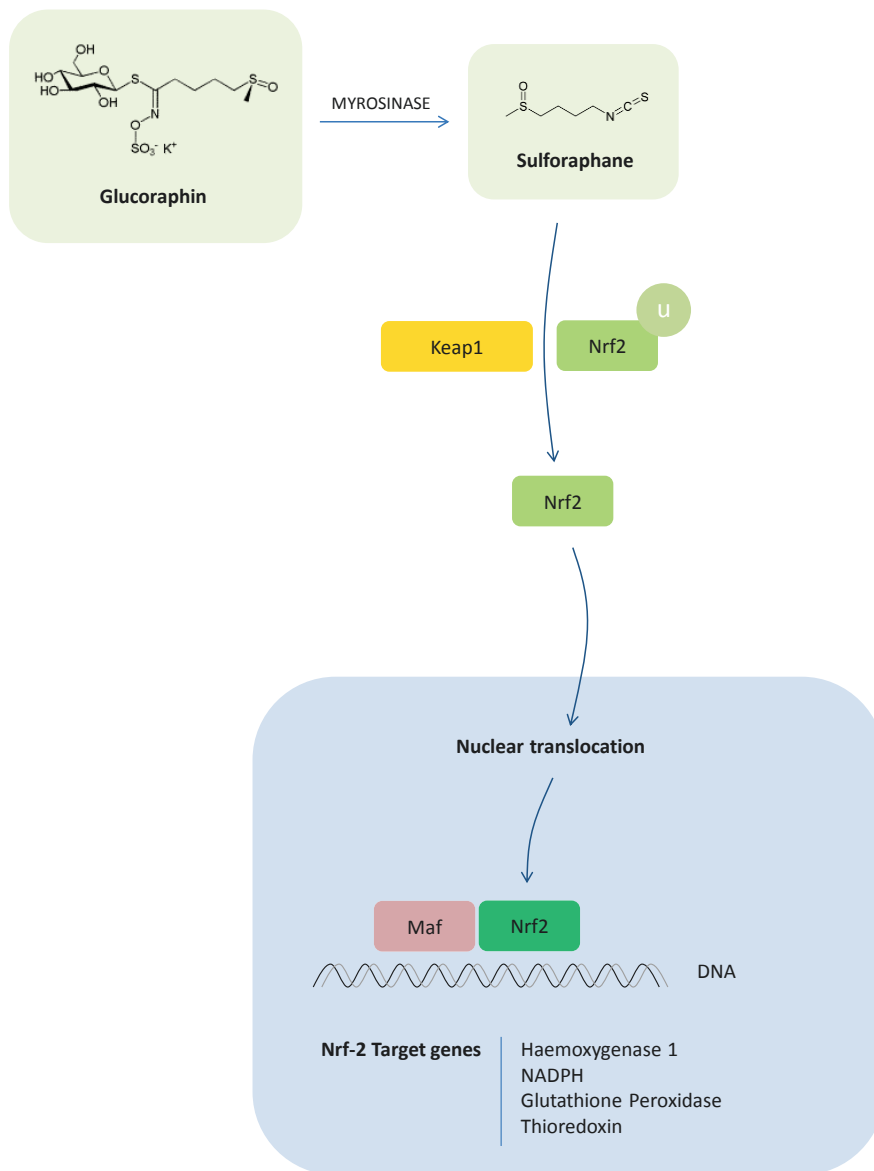 OH
O
HO
HO
OH
S
S
O
N
O
SO₃⁻ K⁺
Glucoraphin
MYROSINASE
O
S
N
C
S
Sulforaphane
u
Keap1
Nrf2
Nrf2
Nuclear translocation
Maf
Nrf2
DNA
Nrf-2 Target genes
Haemoxygenase 1
NADPH
Glutathione Peroxidase
Thioredoxin